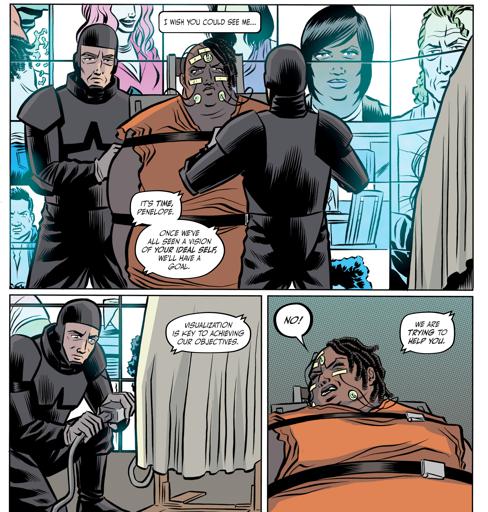 I WISH YOU COULD SEE ME...
IT'S TIME,
PENELOPE.
ONCE WE'VE
ALL SEEN A VISION
OF YOUR IDEAL SELF,
WE'LL HAVE A
GOAL.
VISUALIZATION
IS KEY TO ACHIEVING
OUR OBJECTIVES.
NO!
WE ARE
TRYING TO
HELP YOU.